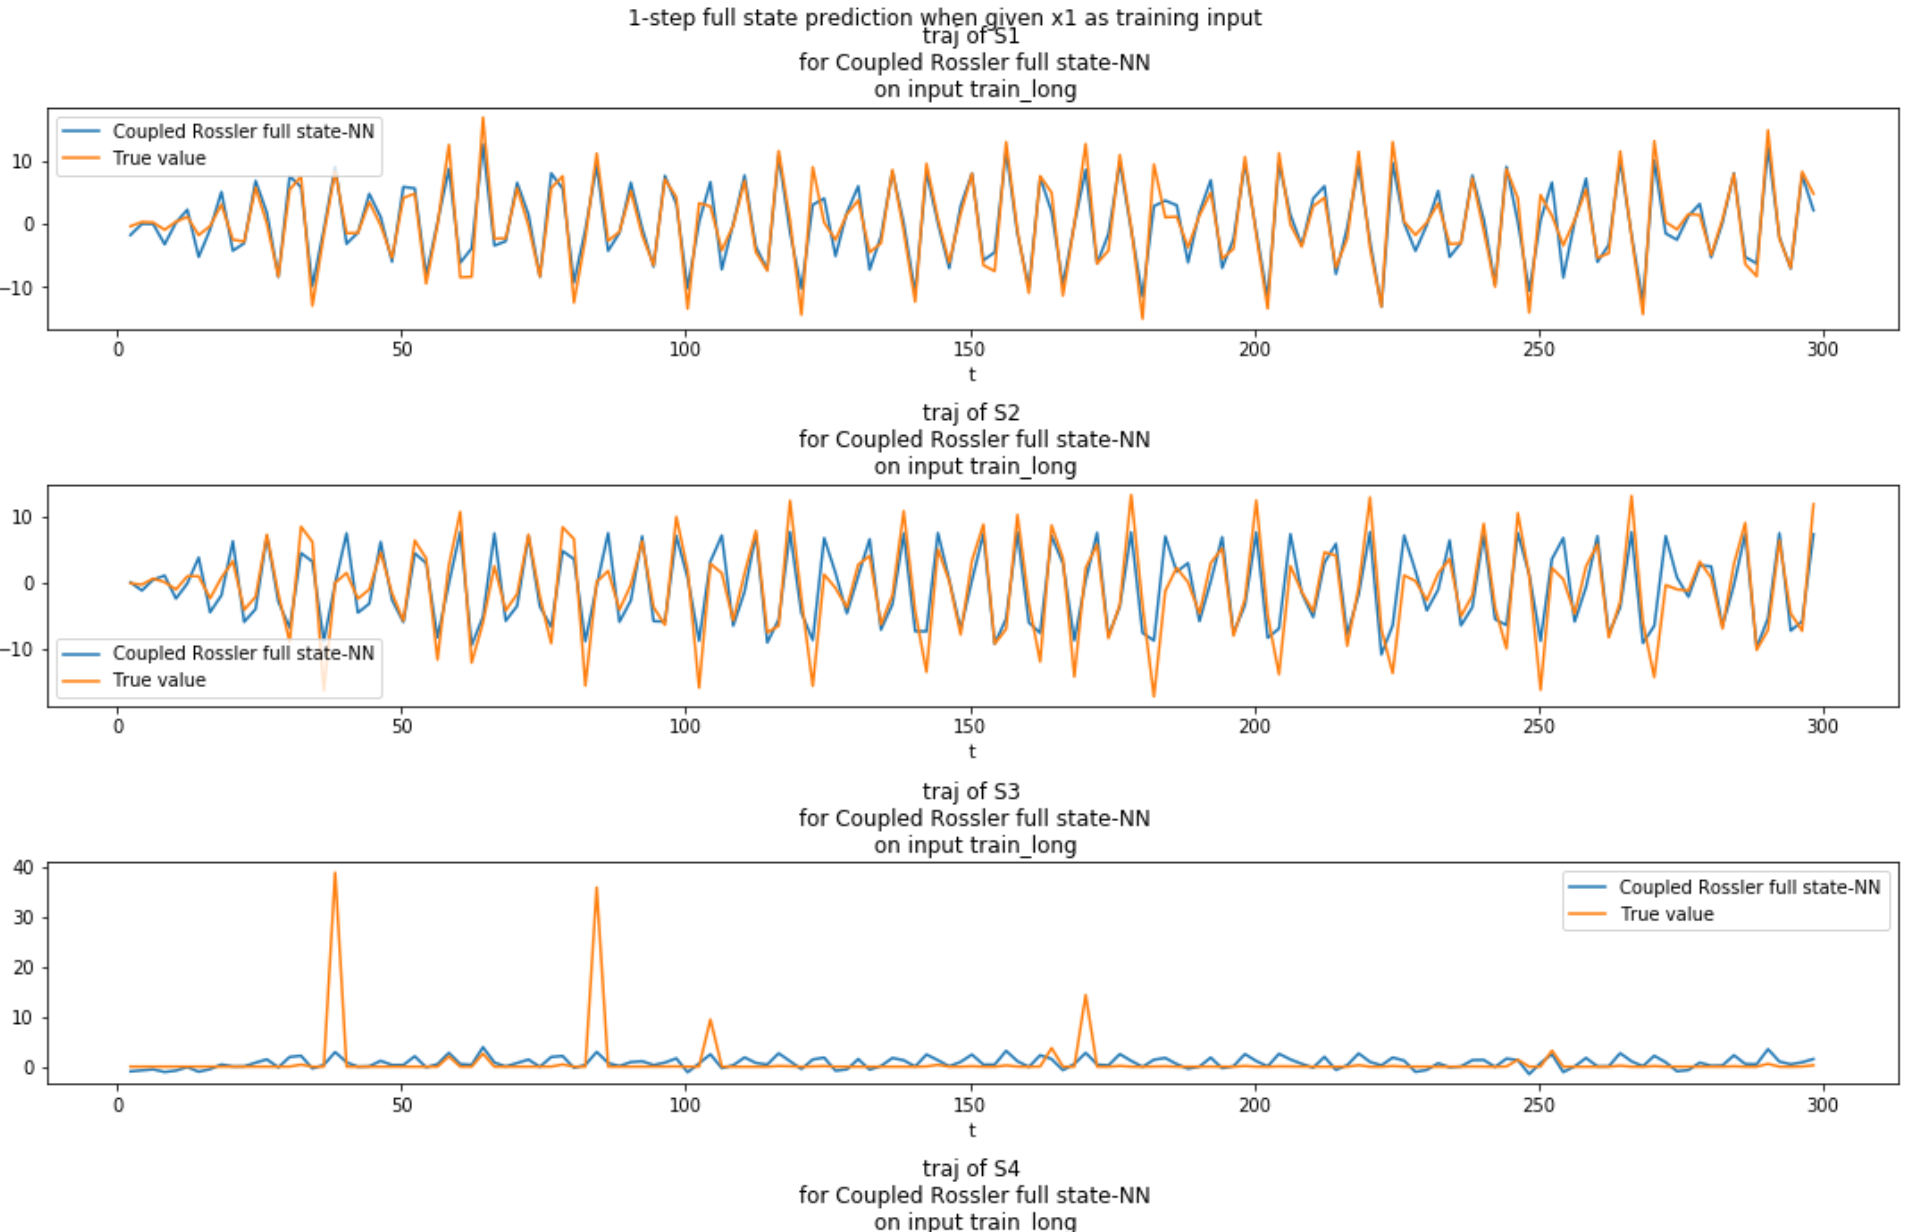 1-step full state prediction when given x1 as training input
traj of S1
for Coupled Rossler full state-NN
on input train_long
Coupled Rossler full state-NN
True value
10
0
−10
0 50 100 150 200 250 300
t
traj of S2
for Coupled Rossler full state-NN
on input train_long
10
0
−10
Coupled Rossler full state-NN
True value
0 50 100 150 200 250 300
t
traj of S3
for Coupled Rossler full state-NN
on input train_long
40
30
20
10
0
Coupled Rossler full state-NN
True value
0 50 100 150 200 250 300
t
traj of S4
for Coupled Rossler full state-NN
on input train_long